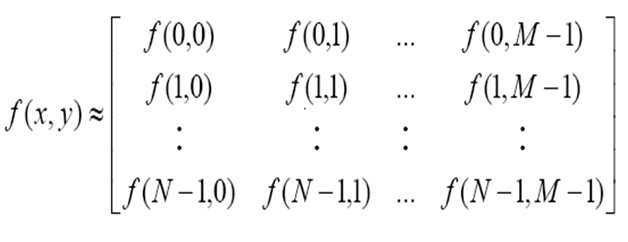 f(0,0) f(0,1) ... f(0,M−1)
f(1,0) f(1,1) ... f(1,M−1)
f(x,y)≈
⋮ ⋮ ⋮ ⋮
f(N−1,0) f(N−1,1) ... f(N−1,M−1)